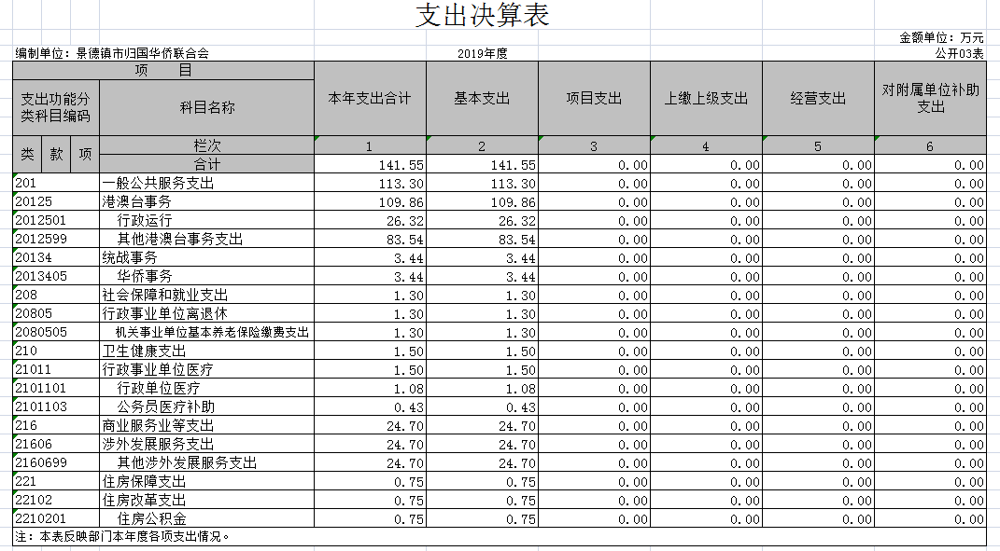 支出决算表
金额单位：万元
编制单位：景德镇市归国华侨联合会 2019年度 公开03表
项 目 本年支出合计 基本支出 项目支出 上缴上级支出 经营支出 对附属单位补助支出
支出功能分类科目编码 科目名称
类 款 项 栏次 1 2 3 4 5 6
合计 141.55 141.55 0.00 0.00 0.00 0.00
201 一般公共服务支出 113.30 113.30 0.00 0.00 0.00 0.00
20125 港澳台事务 109.86 109.86 0.00 0.00 0.00 0.00
2012501 行政运行 26.32 26.32 0.00 0.00 0.00 0.00
2012599 其他港澳台事务支出 83.54 83.54 0.00 0.00 0.00 0.00
20134 统战事务 3.44 3.44 0.00 0.00 0.00 0.00
2013405 华侨事务 3.44 3.44 0.00 0.00 0.00 0.00
208 社会保障和就业支出 1.30 1.30 0.00 0.00 0.00 0.00
20805 行政事业单位离退休 1.30 1.30 0.00 0.00 0.00 0.00
2080505 机关事业单位基本养老保险缴费支出 1.30 1.30 0.00 0.00 0.00 0.00
210 卫生健康支出 1.50 1.50 0.00 0.00 0.00 0.00
21011 行政事业单位医疗 1.50 1.50 0.00 0.00 0.00 0.00
2101101 行政单位医疗 1.08 1.08 0.00 0.00 0.00 0.00
2101103 公务员医疗补助 0.43 0.43 0.00 0.00 0.00 0.00
216 商业服务业等支出 24.70 24.70 0.00 0.00 0.00 0.00
21606 涉外发展服务支出 24.70 24.70 0.00 0.00 0.00 0.00
2160699 其他涉外发展服务支出 24.70 24.70 0.00 0.00 0.00 0.00
221 住房保障支出 0.75 0.75 0.00 0.00 0.00 0.00
22102 住房改革支出 0.75 0.75 0.00 0.00 0.00 0.00
2210201 住房公积金 0.75 0.75 0.00 0.00 0.00 0.00
注：本表反映部门本年度各项支出情况。